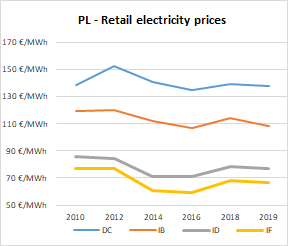 PL - Retail electricity prices
170 €/MWh
150 €/MWh
130 €/MWh
110 €/MWh
90 €/MWh
70 €/MWh
50 €/MWh
2010 2012 2014 2016 2018 2019
DC IB ID IF